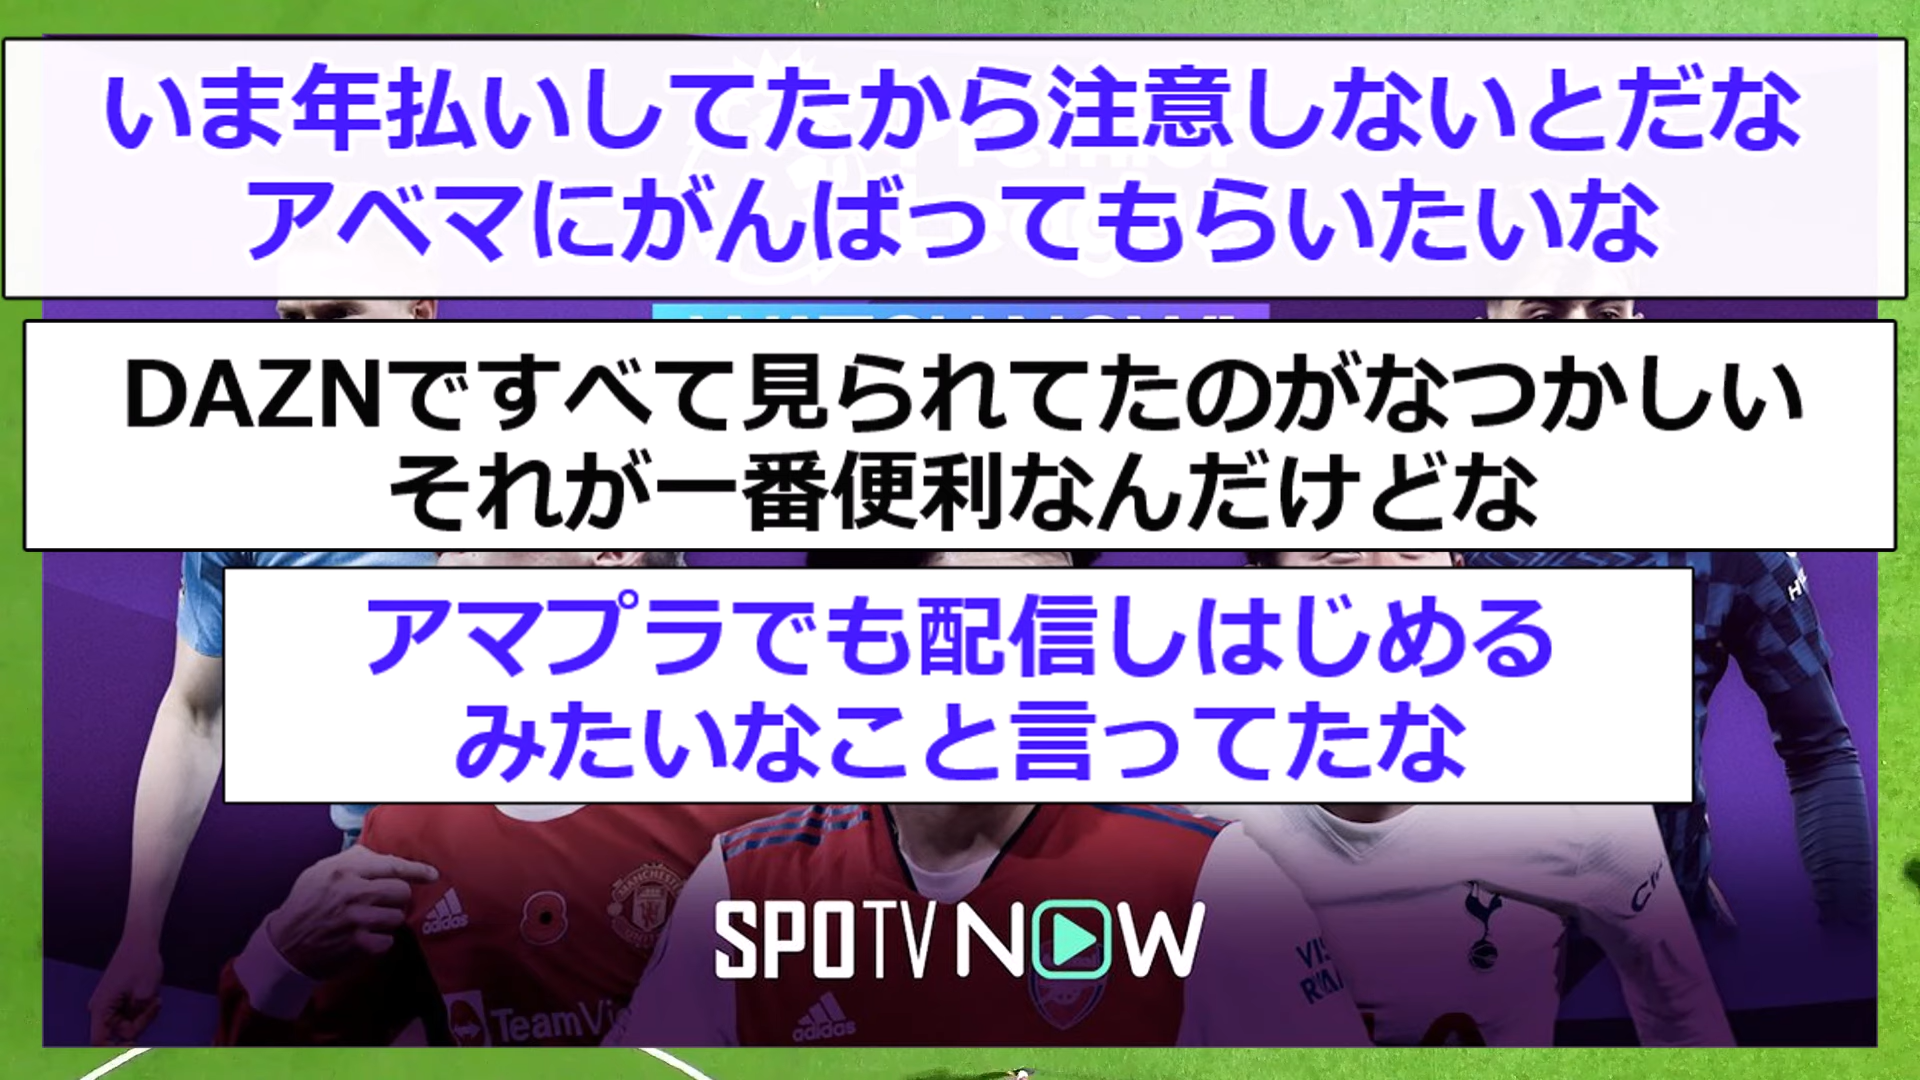 いま年払いしてたから注意しないとだな
アベマにがんばってもらいたいな
DAZNですべて見られてたのがなつかしい
それが一番便利なんだけどな
アマプラでも配信しはじめる
みたいなこと言ってたな
SPOTV NOW
adidas
MANCHESTER
TeamVi
adidas